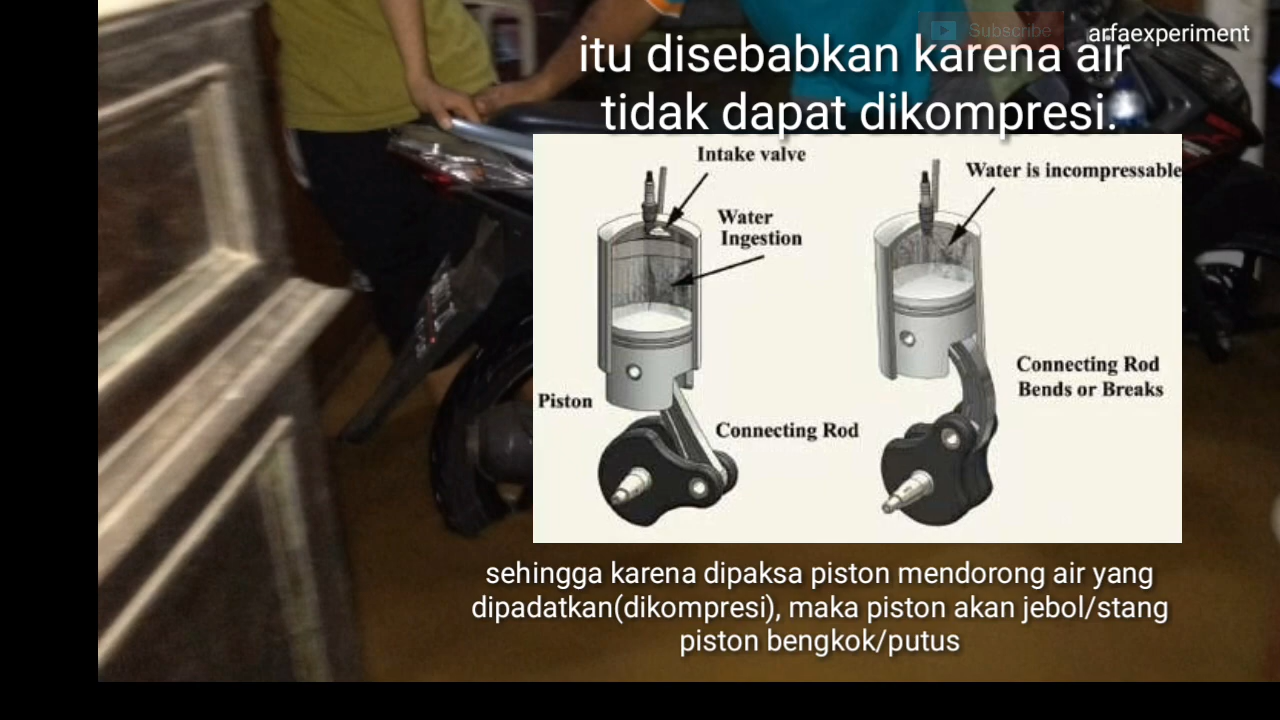 Subscribe
arfaexperiment
itu disebabkan karena air
tidak dapat dikompresi.
Intake valve
Water is incompressable
Water
Ingestion
Connecting Rod
Bends or Breaks
Piston
Connecting Rod
sehingga karena dipaksa piston mendorong air yang
dipadatkan(dikompresi), maka piston akan jebol/stang
piston bengkok/putus